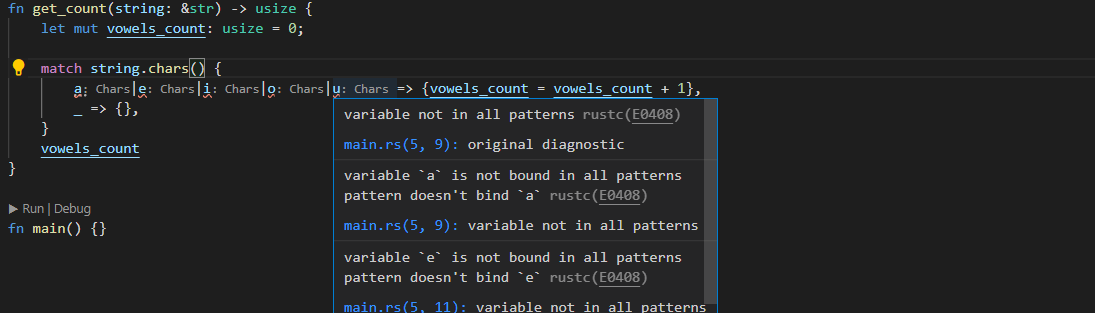 fn get_count(string: &str) -> usize {
let mut vowels_count: usize = 0;
match string.chars() {
a: Chars|e: Chars|i: Chars|o: Chars|u: Chars => {vowels_count = vowels_count + 1},
_ => {},
}
vowels_count
}
▶ Run | Debug
fn main() {}
variable not in all patterns rustc(E0408)
main.rs(5, 9): original diagnostic
variable `a` is not bound in all patterns
pattern doesn't bind `a` rustc(E0408)
main.rs(5, 9): variable not in all patterns
variable `e` is not bound in all patterns
pattern doesn't bind `e` rustc(E0408)
main.rs(5, 11): variable not in all patterns